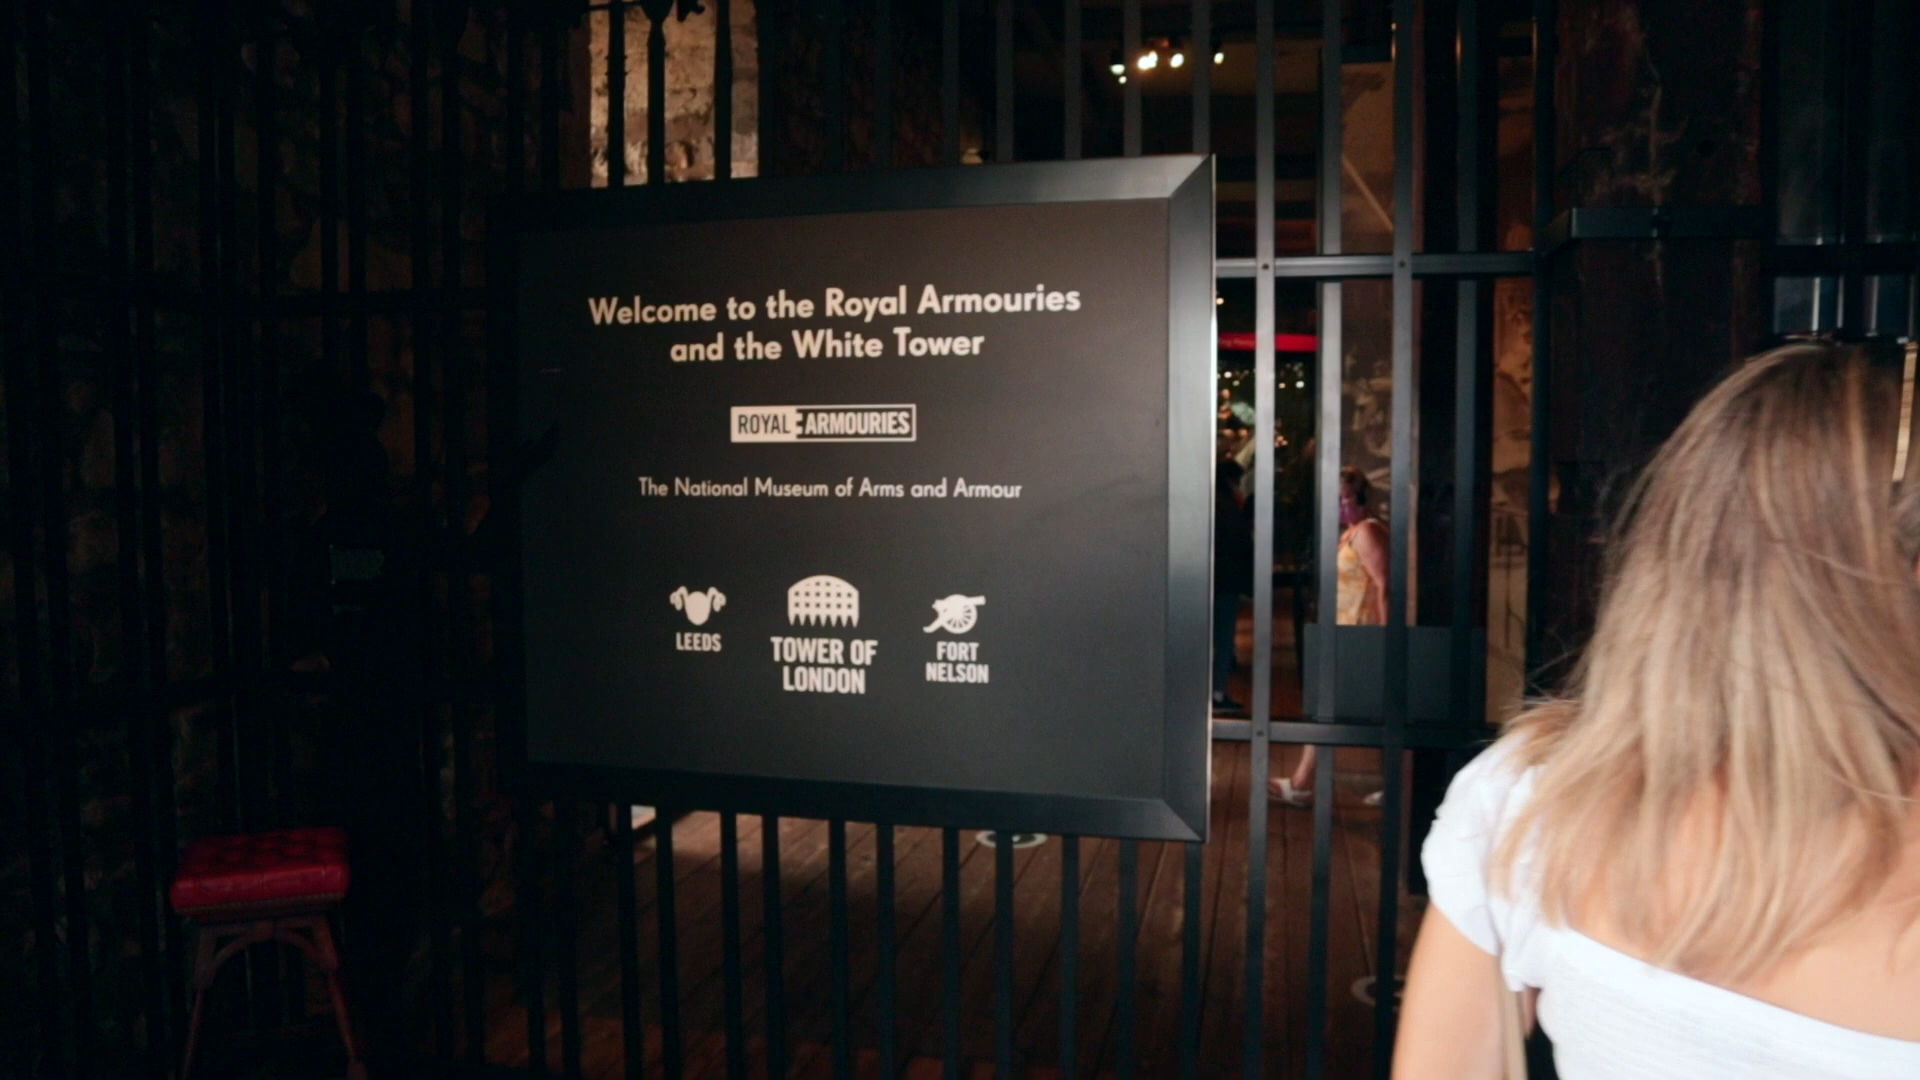 Welcome to the Royal Armouries
and the White Tower
ROYAL ARMOURIES
The National Museum of Arms and Armour
LEEDS
TOWER OF
LONDON
FORT
NELSON